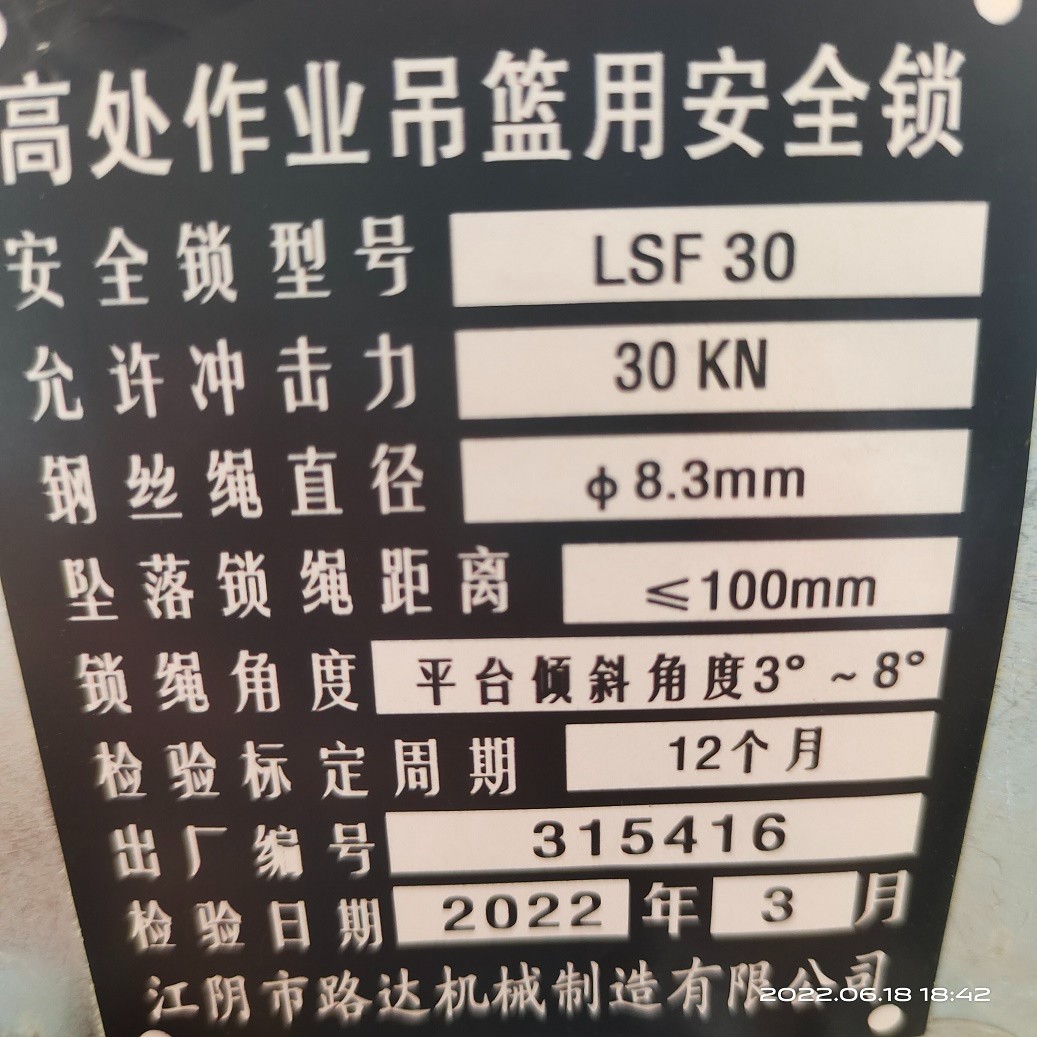 高处作业吊篮用安全锁
安全锁型号 LSF 30
允许冲击力 30 KN
钢丝绳直径 ϕ 8.3mm
坠落锁绳距离 ≤100mm
锁绳角度 平台倾斜角度3° ~ 8°
检验标定周期 12个月
出厂编号 315416
检验日期 2022 年 3 月
江阴市路达机械制造有限公司
2022.06.18 18:42